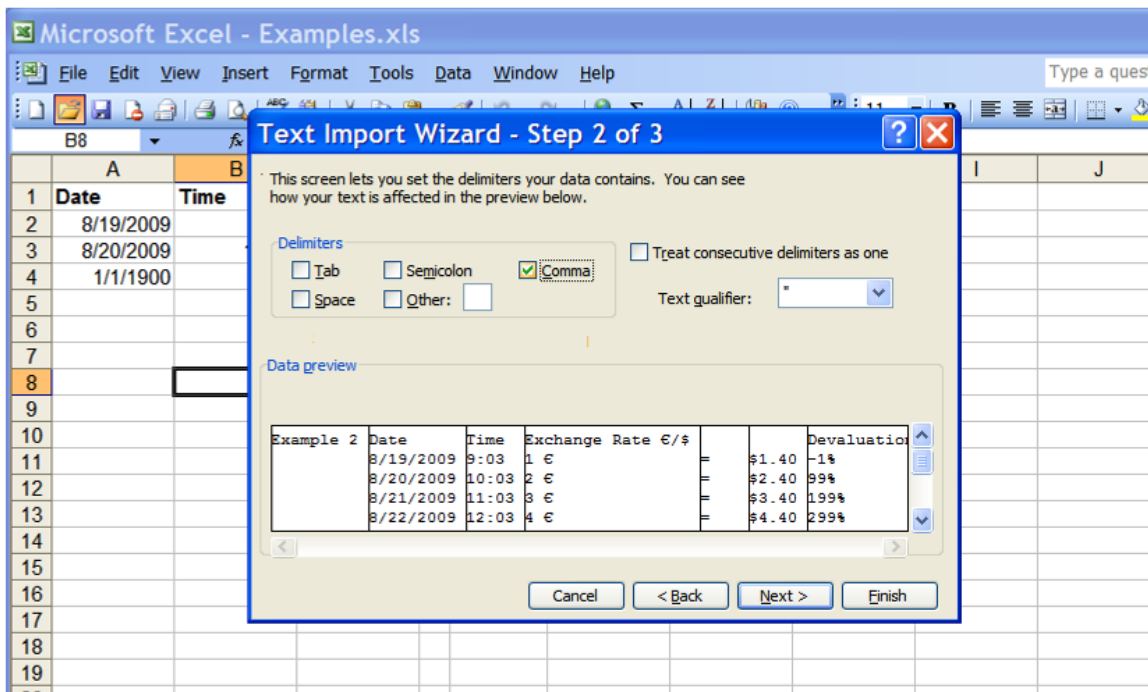 Microsoft Excel - Examples.xls
File Edit View Insert Format Tools Data Window Help
Type a ques
11
B8 fx
Text Import Wizard - Step 2 of 3
A B I J
This screen lets you set the delimiters your data contains. You can see
how your text is affected in the preview below.
1 Date Time
2 8/19/2009
3 8/20/2009
4 1/1/1900
5
6
7
8
9
10
11
12
13
14
15
16
17
18
19
Delimiters
Tab Semicolon Comma
Space Other:
Treat consecutive delimiters as one
Text qualifier: "
Data preview
Example 2 Date Time Exchange Rate €/$ Devaluation
8/19/2009 9:03 1 € = $1.40 -1%
8/20/2009 10:03 2 € = $2.40 99%
8/21/2009 11:03 3 € = $3.40 199%
8/22/2009 12:03 4 € = $4.40 299%
Cancel < Back Next > Finish